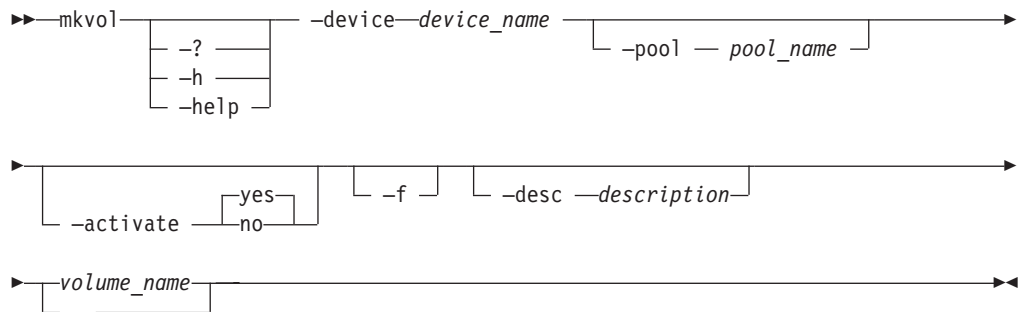 ▶▶ mkvol –device device_name
–? –pool pool_name
–h
–help
yes –f –desc description
–activate no
volume_name